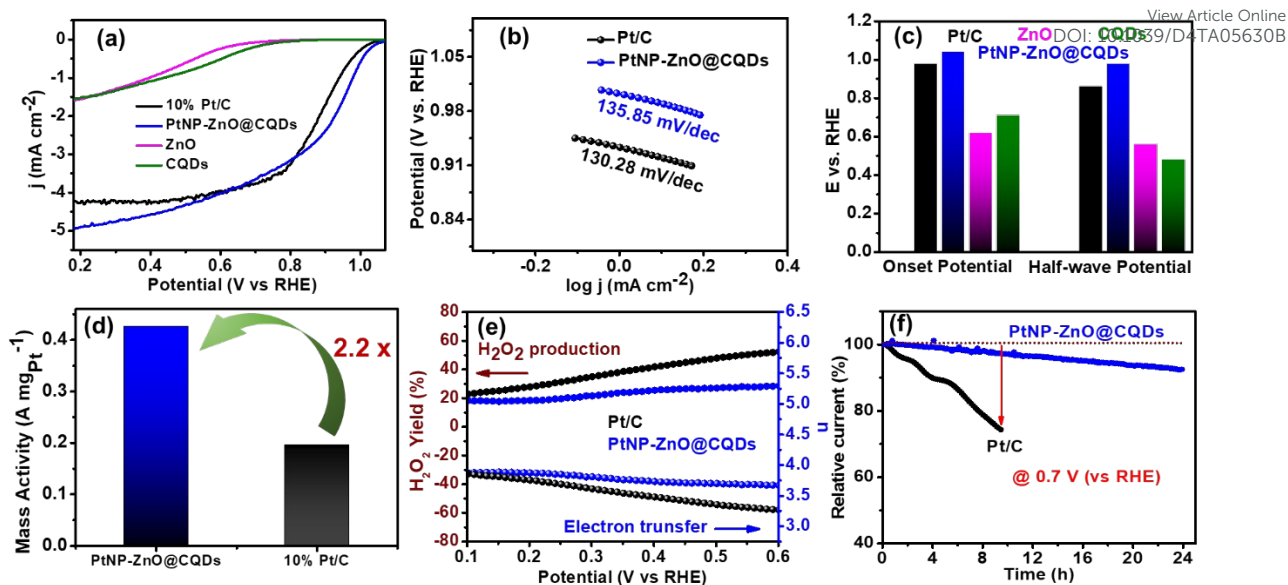 View Article Online
DOI: 10.1039/D4TA05630B
(a)
j (mA cm-2)
0
-1
-2
-3
-4
-5
10% Pt/C
PtNP-ZnO@CQDs
ZnO
CQDs
0.2 0.4 0.6 0.8 1.0
Potential (V vs RHE)
(b)
Potential (V vs. RHE)
1.05
0.98
0.91
0.84
Pt/C
PtNP-ZnO@CQDs
135.85 mV/dec
130.28 mV/dec
-0.2 0.0 0.2 0.4
log j (mA cm-2)
(c)
E vs. RHE
1.2
1.0
0.8
0.6
0.4
0.2
0.0
Pt/C ZnO CQDs
PtNP-ZnO@CQDs
Onset Potential Half-wave Potential
(d)
Mass Activity (A mgPt-1)
0.4
0.2
0.1
0.0
2.2 x
PtNP-ZnO@CQDs 10% Pt/C
(e)
H2O2 Yield (%)
80
60
40
20
0
-20
-40
-60
-80
H2O2 production
Pt/C
PtNP-ZnO@CQDs
Electron transfer
6.5
6.0
5.5
5.0
4.5
4.0
3.5
3.0
n
0.1 0.2 0.3 0.4 0.5 0.6
Potential (V vs RHE)
(f)
Relative current (%)
100
80
60
40
PtNP-ZnO@CQDs
Pt/C
@ 0.7 V (vs RHE)
0 4 8 12 16 20 24
Time (h)